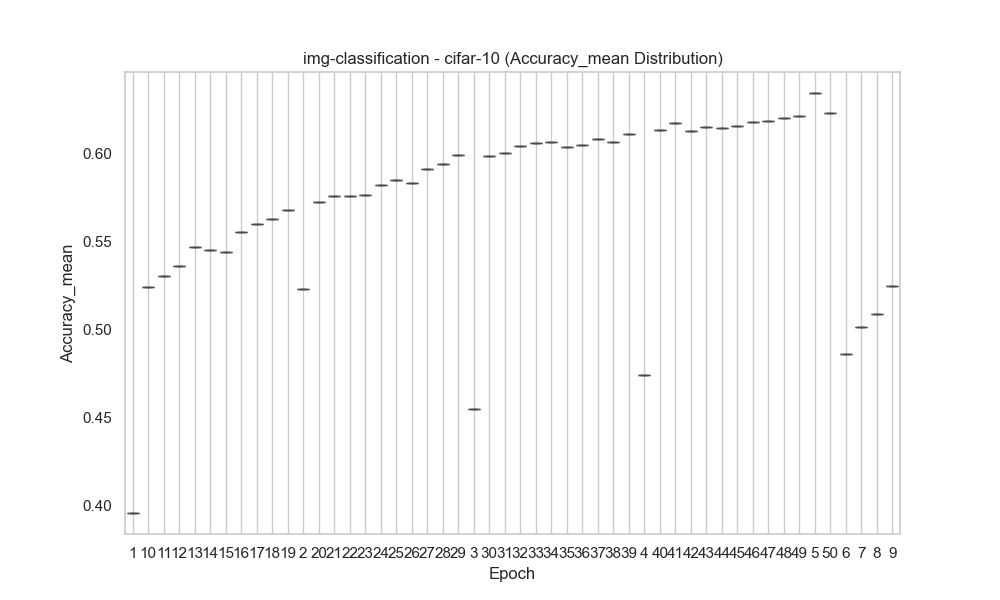 img-classification - cifar-10 (Accuracy_mean Distribution)
0.60
0.55
0.50
0.45
0.40
Accuracy_mean
1 10 11 12 13 14 15 16 17 18 19 2 20 21 22 23 24 25 26 27 28 29 3 30 31 32 33 34 35 36 37 38 39 4 40 41 42 43 44 45 46 47 48 49 5 50 6 7 8 9
Epoch